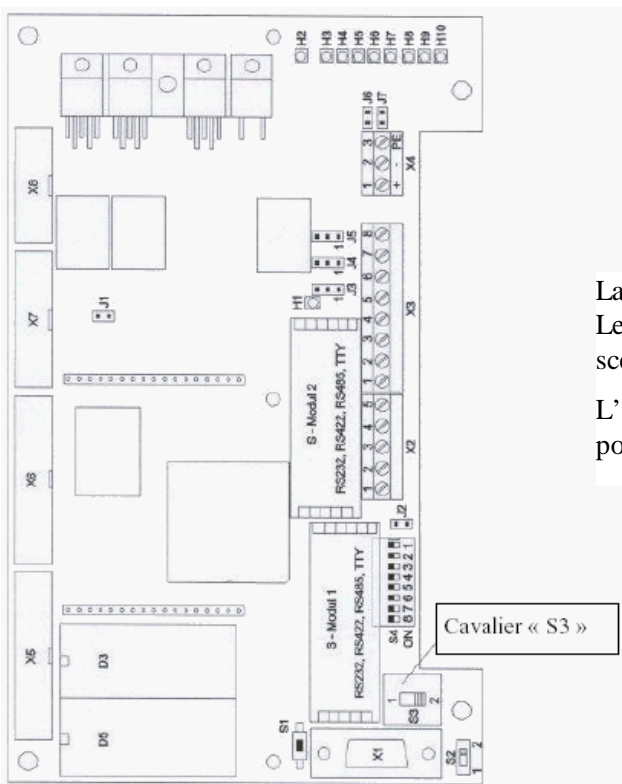 H2
H3
H4
H5
H6
H7
H8
H9
H10
J6
J7
3 PE
2 -
1 +
X4
X8
X7
J1
J5
1
J4
1
J3
1
H1
8
7
6
5
4
3
2
1
X3
S - Modul 2
RS232, RS422, RS485, TTY
5
4
3
2
1
X2
J2
X6
S - Modul 1
RS232, RS422, RS485, TTY
S4
ON
8 7 6 5 4 3 2 1
Cavalier « S3 »
1
2
S3
X5
D3
D5
S1
X1
S2
1 2
La
Le
L’